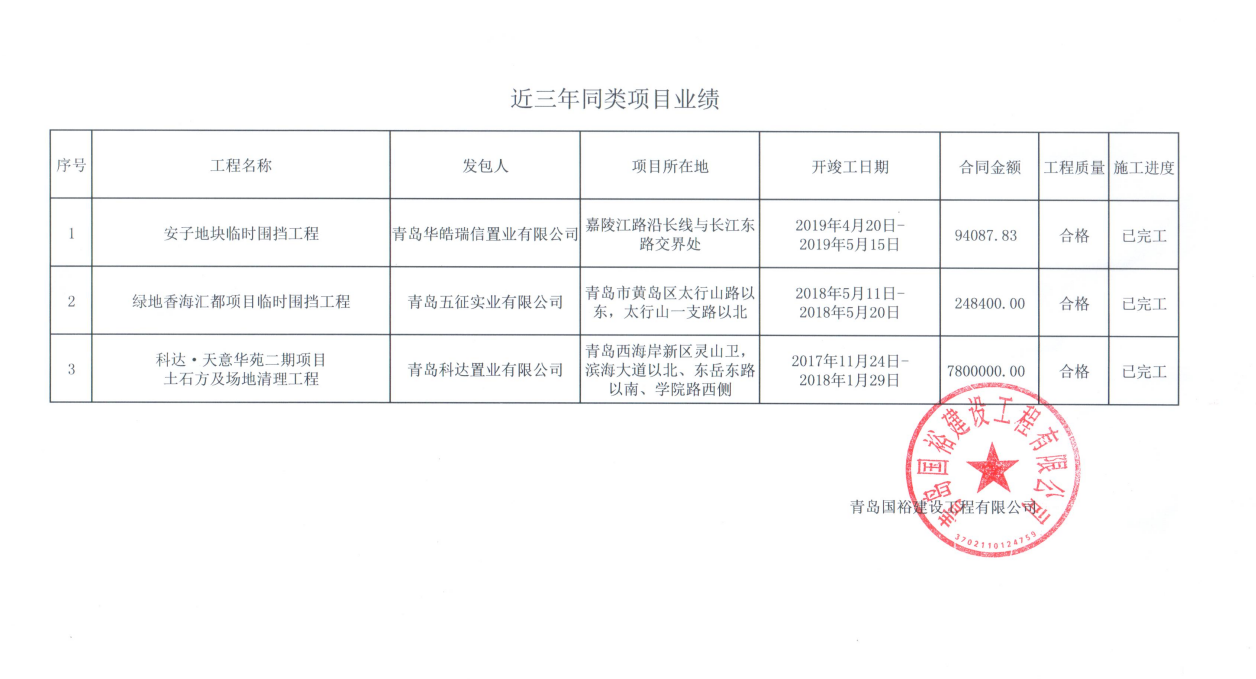 近三年同类项目业绩
序号 工程名称 发包人 项目所在地 开竣工日期 合同金额 工程质量 施工进度
1 安子地块临时围挡工程 青岛华皓瑞信置业有限公司 嘉陵江路沿长线与长江东 2019年4月20日- 94087.83 合格 已完工
路交界处 2019年5月15日
2 绿地香海汇都项目临时围挡工程 青岛五征实业有限公司 青岛市黄岛区太行山路以 2018年5月11日- 248400.00 合格 已完工
东，太行山一支路以北 2018年5月20日
3 科达·天意华苑二期项目 青岛科达置业有限公司 青岛西海岸新区灵山卫， 2017年11月24日- 7800000.00 合格 已完工
土石方及场地清理工程 滨海大道以北、东岳东路 2018年1月29日
以南、学院路西侧
青岛国裕建设工程有限公司
青岛国裕建设工程有限公司
3702110124759